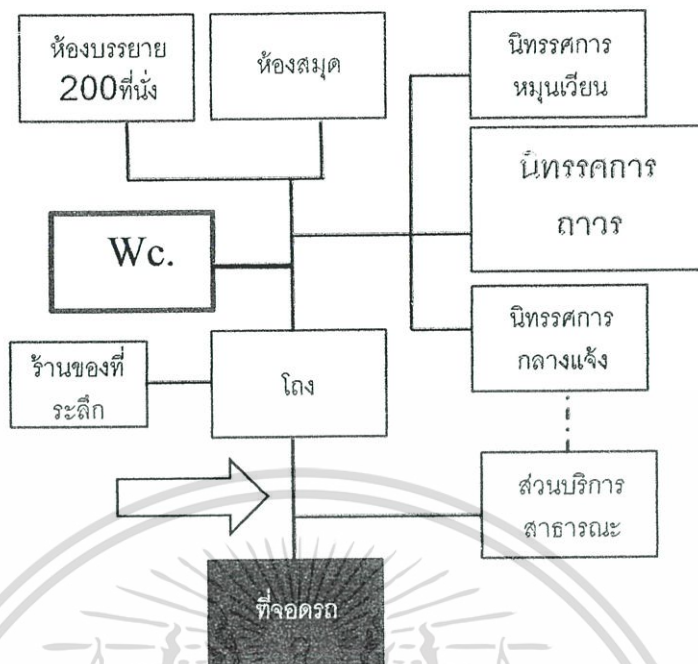 ห้องบรรยาย
200ที่นั่ง
ห้องสมุด
นิทรรศการ
หมุนเวียน
นิทรรศการ
ถาวร
Wc.
นิทรรศการ
กลางแจ้ง
ร้านของที่
ระลึก
โถง
ส่วนบริการ
สาธารณะ
ที่จอดรถ